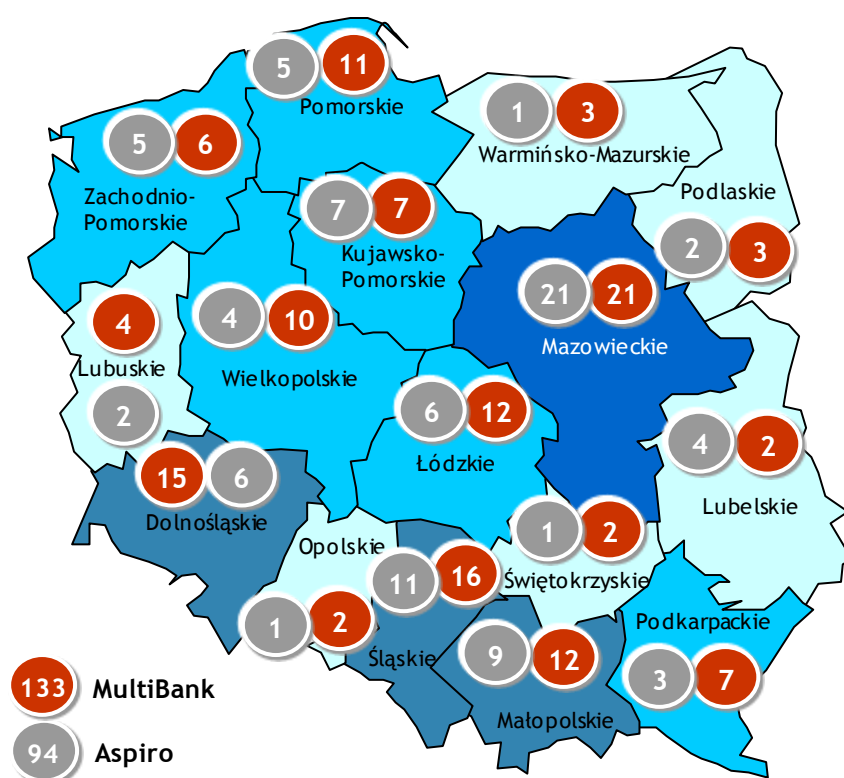 5 11
Pomorskie
5 6
Zachodnio-
Pomorskie
1 3
Warmińsko-Mazurskie
Podlaskie
2 3
7 7
Kujawsko-
Pomorskie
21 21
Mazowieckie
4
Lubuskie
2
4 10
Wielkopolskie
6 12
Łódzkie
4 2
Lubelskie
15 6
Dolnośląskie
Opolskie
1 2
11 16
Śląskie
1 2
Świętokrzyskie
9 12
Małopolskie
Podkarpackie
3 7
133 MultiBank
94 Aspiro